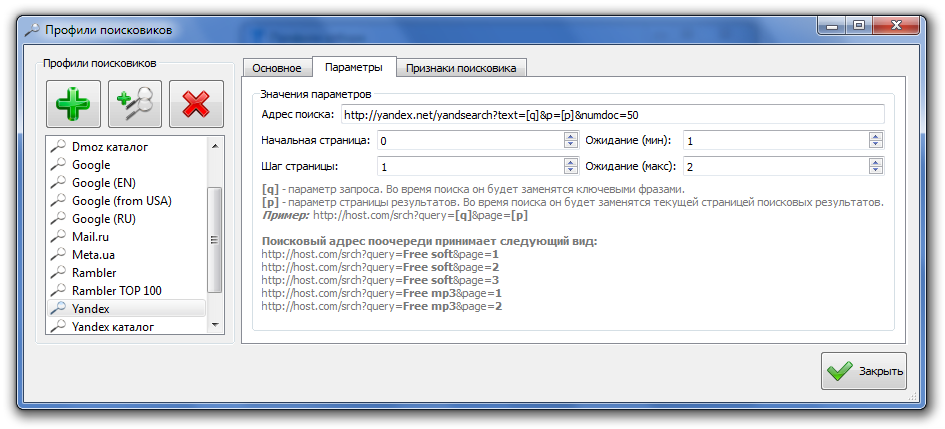 Профили поисковиков
Профили поисковиков
Dmoz каталог
Google
Google (EN)
Google (from USA)
Google (RU)
Mail.ru
Meta.ua
Rambler
Rambler TOP 100
Yandex
Yandex каталог
Основное
Параметры
Признаки поисковика
Значения параметров
Адрес поиска: http://yandex.net/yandsearch?text=[q]&p=[p]&numdoc=50
Начальная страница: 0 Ожидание (мин): 1
Шаг страницы: 1 Ожидание (макс): 2
[q] - параметр запроса. Во время поиска он будет заменятся ключевыми фразами.
[p] - параметр страницы результатов. Во время поиска он будет заменятся текущей страницей поисковых результатов.
Пример: http://host.com/srch?query=[q]&page=[p]
Поисковый адрес поочереди принимает следующий вид:
http://host.com/srch?query=Free soft&page=1
http://host.com/srch?query=Free soft&page=2
http://host.com/srch?query=Free soft&page=3
http://host.com/srch?query=Free mp3&page=1
http://host.com/srch?query=Free mp3&page=2
Закрыть